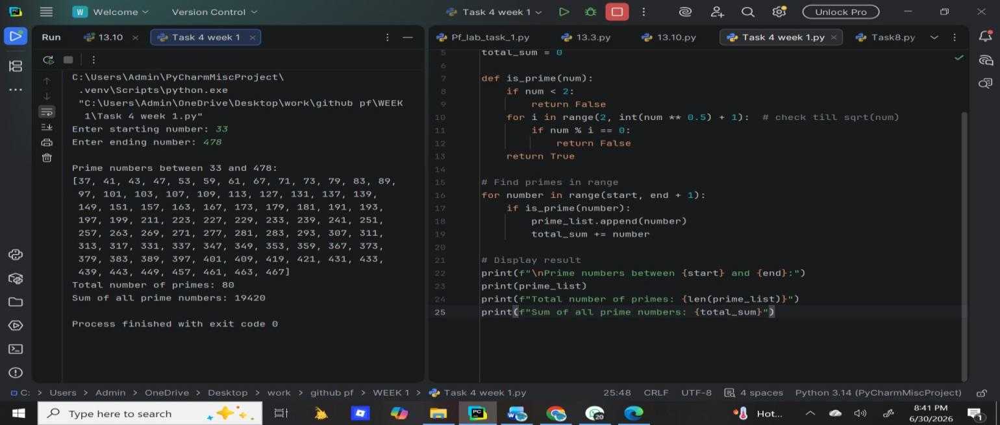 W Welcome Version Control Task 4 week 1 Unlock Pro
Run 13.10 Task 4 week 1
Pf_lab_task_1.py 13.3.py 13.10.py Task 4 week 1.py Task8.py
C:\Users\Admin\PyCharmMiscProject\
.venv\Scripts\python.exe
"C:\Users\Admin\OneDrive\Desktop\work\github pf\WEEK
1\Task 4 week 1.py"
Enter starting number: 33
Enter ending number: 478
Prime numbers between 33 and 478:
[37, 41, 43, 47, 53, 59, 61, 67, 71, 73, 79, 83, 89,
97, 101, 103, 107, 109, 113, 127, 131, 137, 139,
149, 151, 157, 163, 167, 173, 179, 181, 191, 193,
197, 199, 211, 223, 227, 229, 233, 239, 241, 251,
257, 263, 269, 271, 277, 281, 283, 293, 307, 311,
313, 317, 331, 337, 347, 349, 353, 359, 367, 373,
379, 383, 389, 397, 401, 409, 419, 421, 431, 433,
439, 443, 449, 457, 461, 463, 467]
Total number of primes: 80
Sum of all prime numbers: 19420
Process finished with exit code 0
5 total_sum = 0
6
7 def is_prime(num):
8 if num < 2:
9 return False
10 for i in range(2, int(num ** 0.5) + 1): # check till sqrt(num)
11 if num % i == 0:
12 return False
13 return True
14
15 # Find primes in range
16 for number in range(start, end + 1):
17 if is_prime(number):
18 prime_list.append(number)
19 total_sum += number
20
21 # Display result
22 print(f"\nPrime numbers between {start} and {end}:")
23 print(prime_list)
24 print(f"Total number of primes: {len(prime_list)}")
25 print(f"Sum of all prime numbers: {total_sum}")
C: > Users > Admin > OneDrive > Desktop > work > github pf > WEEK 1 > Task 4 week 1.py 25:48 CRLF UTF-8 4 spaces Python 3.14 (PyCharmMiscProject)
Type here to search PC W 20 Hot... 8:41 PM
6/30/2026 1